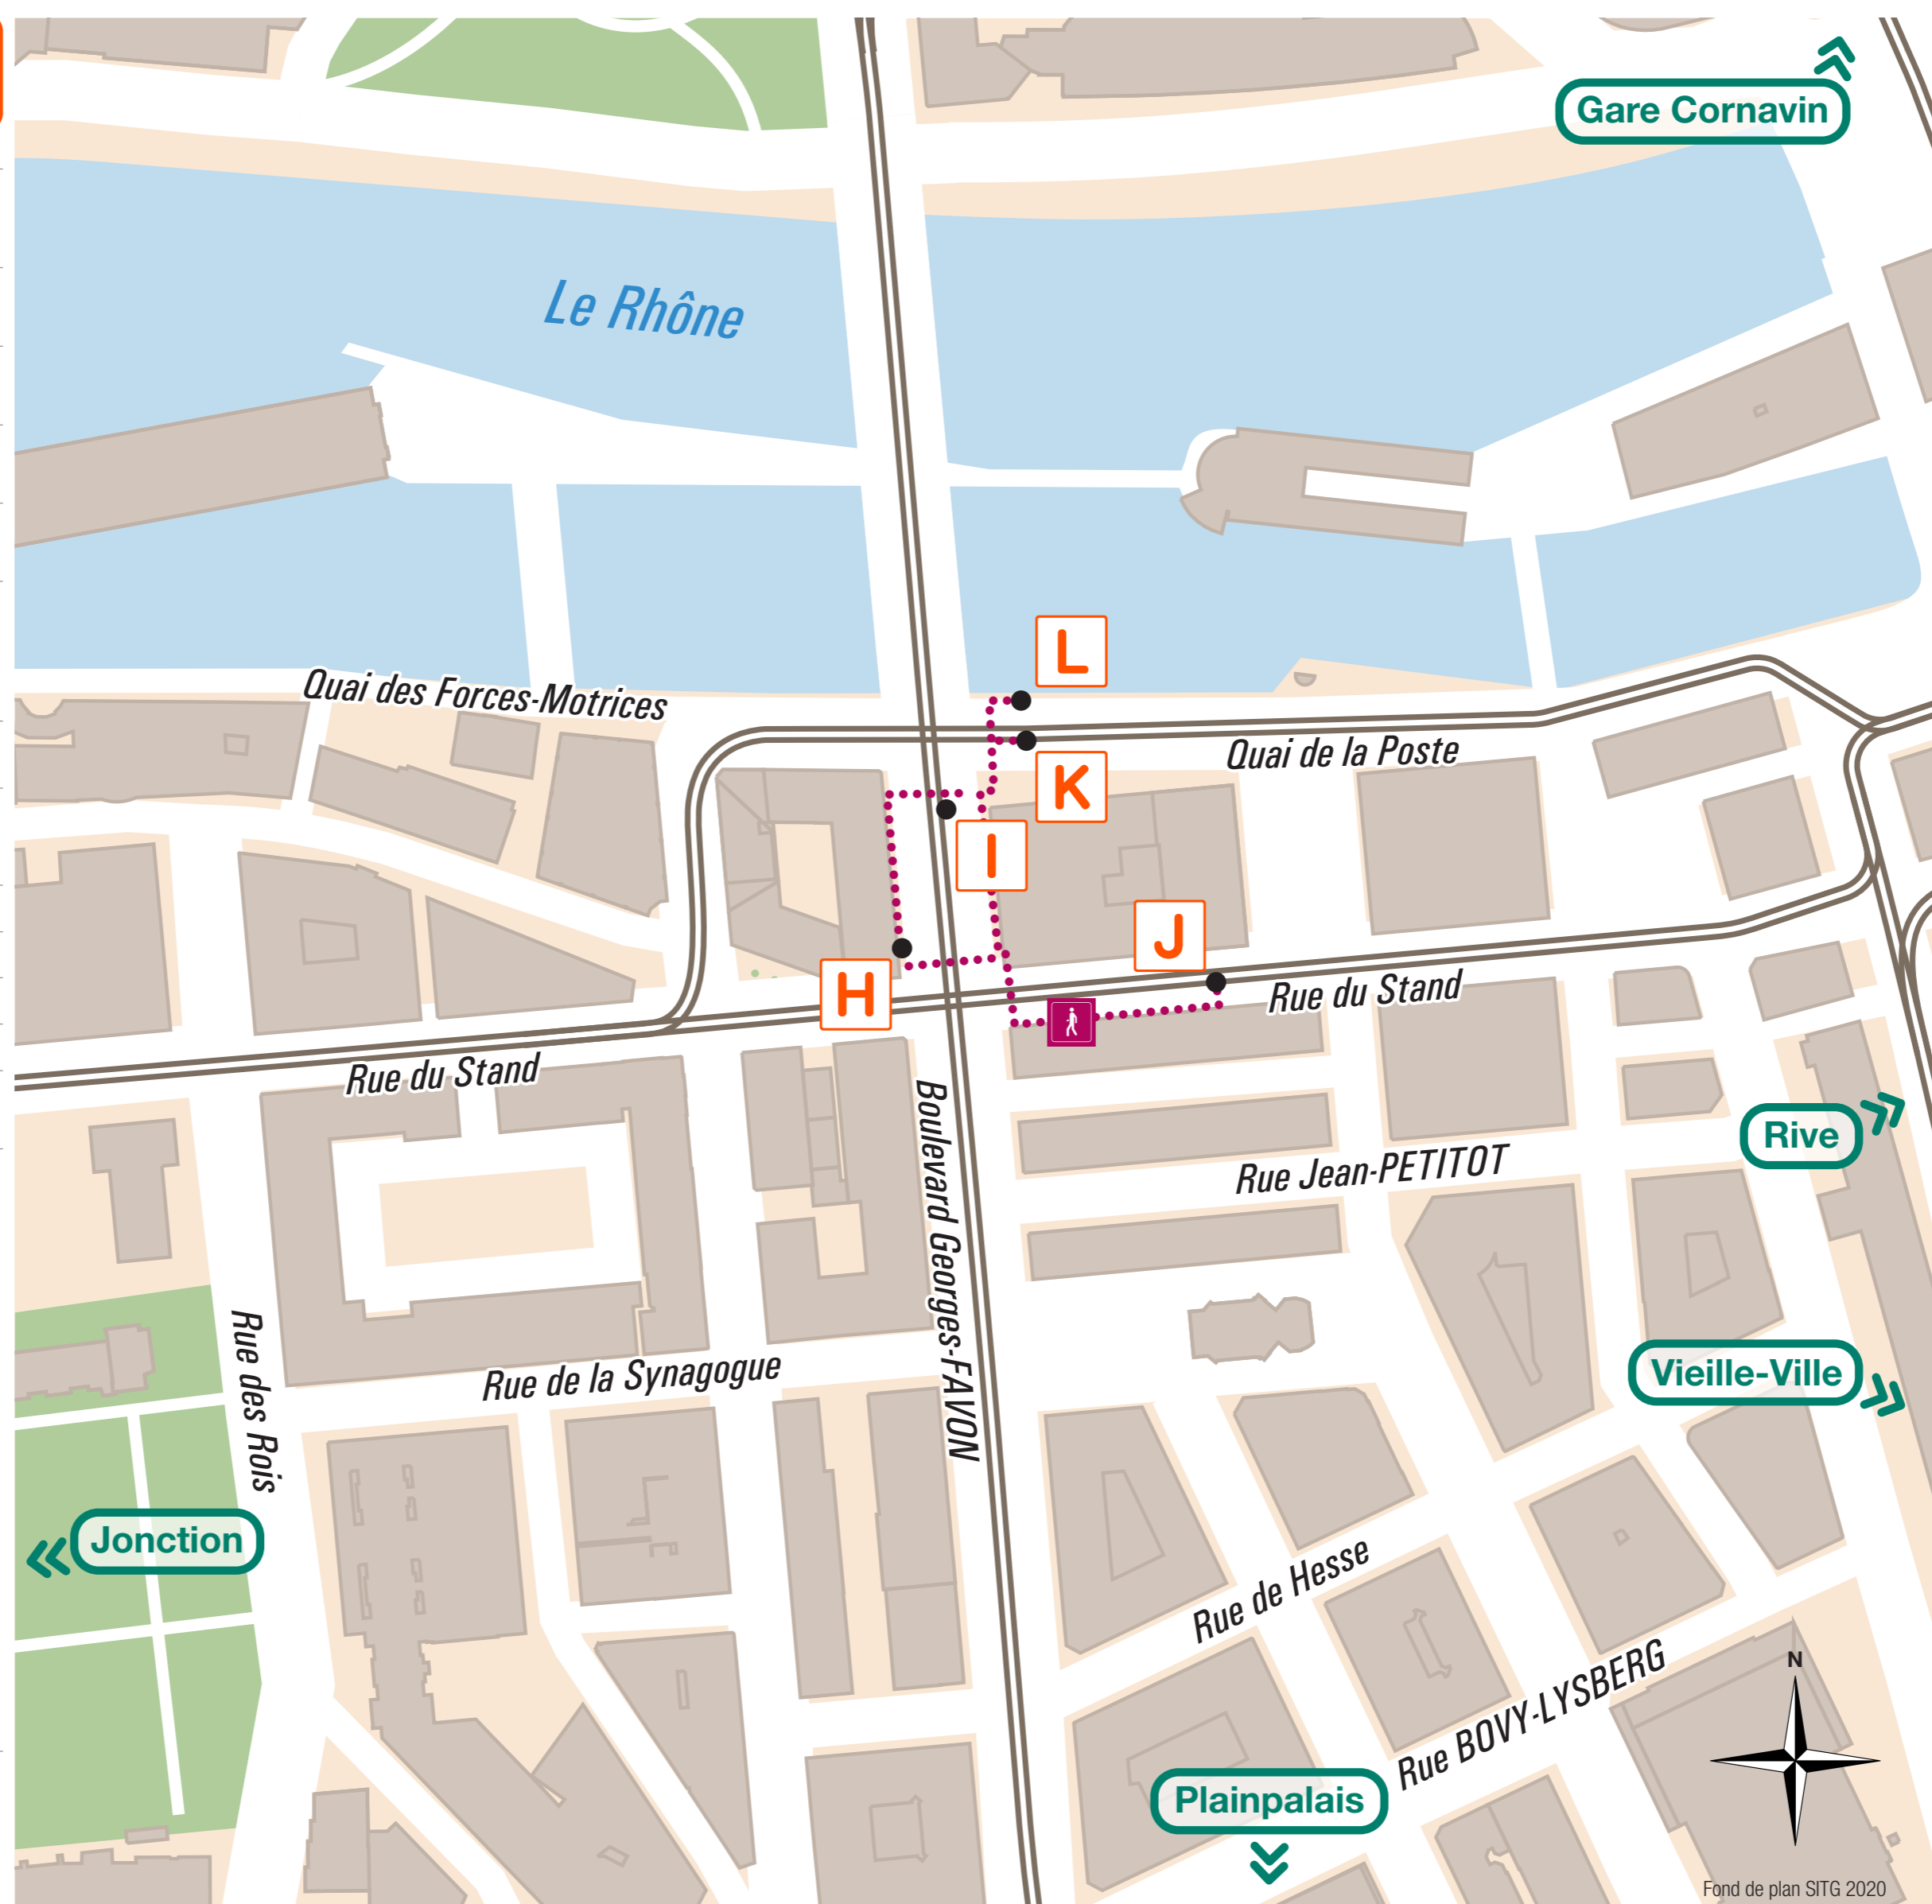 Gare Cornavin
Le Rhône
L
Quai des Forces-Motrices
Quai de la Poste
K
I
J
H
Rue du Stand
Rue du Stand
Boulevard Georges-FAVON
Rive
Rue Jean-PETITOT
Rue des Rois
Rue de la Synagogue
Vieille-Ville
Jonction
Rue de Hesse
Rue BOVY-LYSBERG
N
Plainpalais
Fond de plan SITG 2020